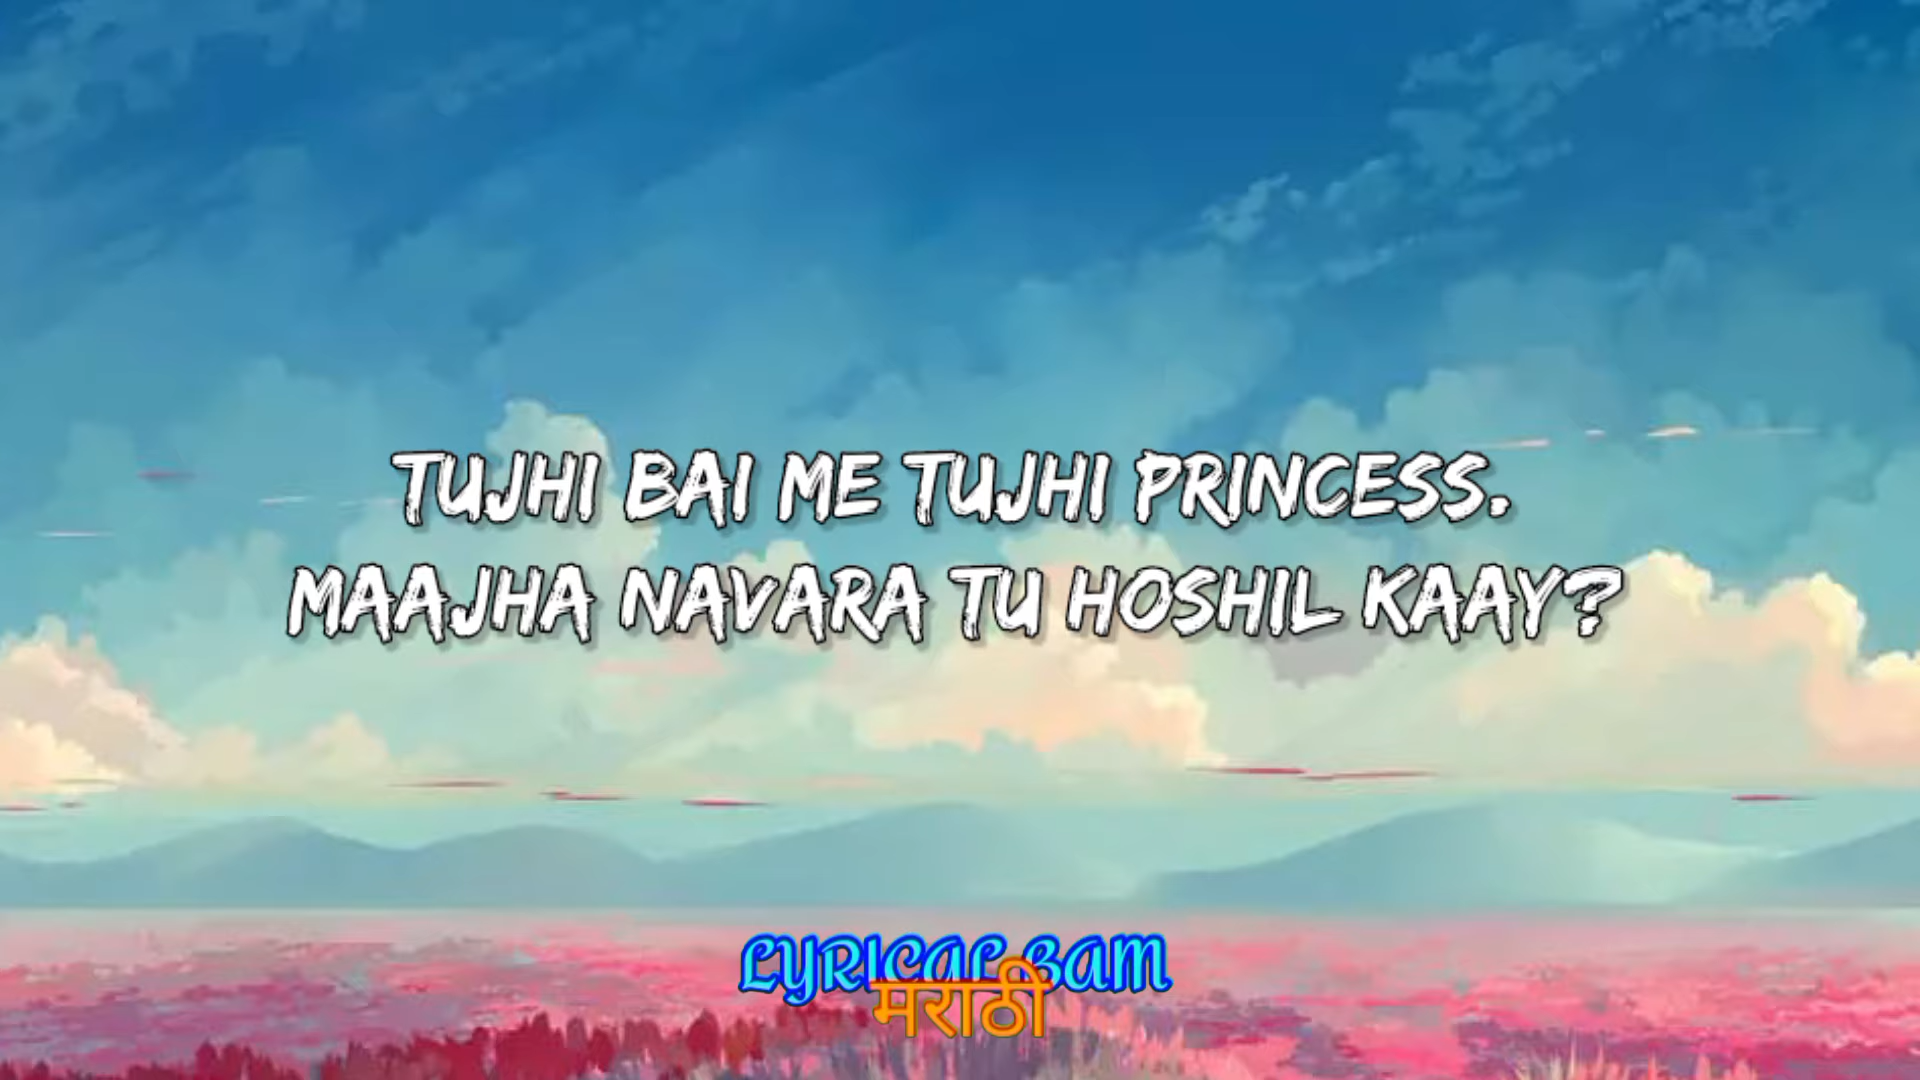 TUJHI BAI ME TUJHI PRINCESS.
MAAJHA NAVARA TU HOSHIL KAAY?
LYRICAL BAM
मराठी